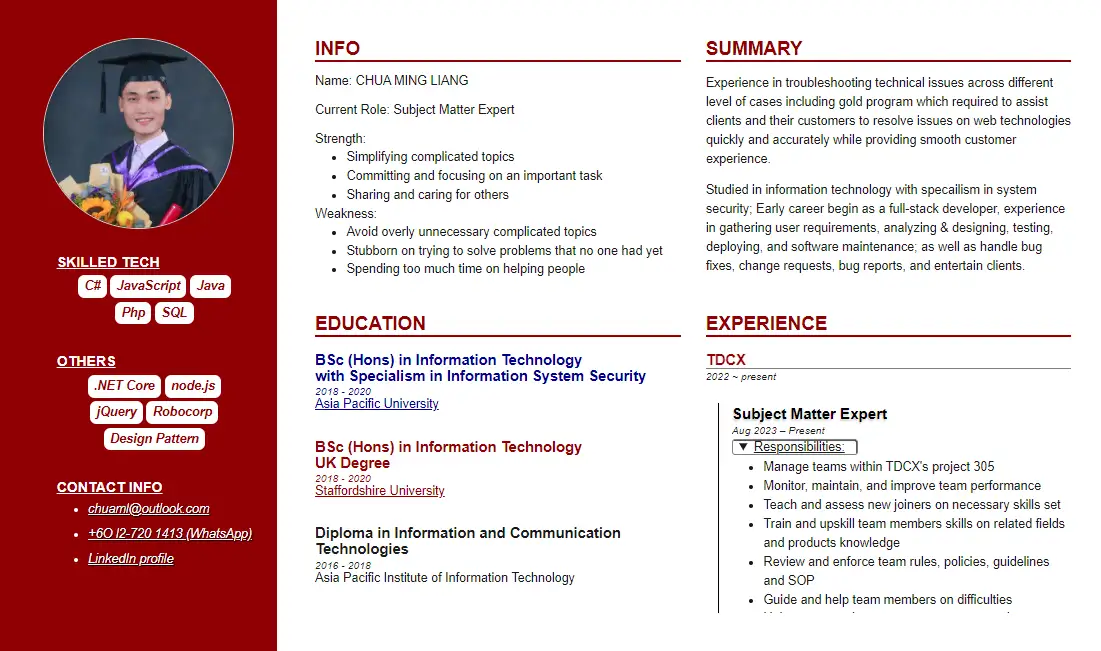 SKILLED TECH
C# JavaScript Java
Php SQL
OTHERS
.NET Core node.js
jQuery Robocorp
Design Pattern
CONTACT INFO
chuaml@outlook.com
+6O I2-720 1413 (WhatsApp)
LinkedIn profile
INFO
Name: CHUA MING LIANG
Current Role: Subject Matter Expert
Strength:
Simplifying complicated topics
Committing and focusing on an important task
Sharing and caring for others
Weakness:
Avoid overly unnecessary complicated topics
Stubborn on trying to solve problems that no one had yet
Spending too much time on helping people
SUMMARY
Experience in troubleshooting technical issues across different
level of cases including gold program which required to assist
clients and their customers to resolve issues on web technologies
quickly and accurately while providing smooth customer
experience.
Studied in information technology with specailism in system
security; Early career begin as a full-stack developer, experience
in gathering user requirements, analyzing & designing, testing,
deploying, and software maintenance; as well as handle bug
fixes, change requests, bug reports, and entertain clients.
EDUCATION
BSc (Hons) in Information Technology
with Specialism in Information System Security
2018 - 2020
Asia Pacific University
BSc (Hons) in Information Technology
UK Degree
2018 - 2020
Staffordshire University
Diploma in Information and Communication
Technologies
2016 - 2018
Asia Pacific Institute of Information Technology
EXPERIENCE
TDCX
2022 ~ present
Subject Matter Expert
Aug 2023 – Present
▼ Responsibilities:
Manage teams within TDCX's project 305
Monitor, maintain, and improve team performance
Teach and assess new joiners on necessary skills set
Train and upskill team members skills on related fields
and products knowledge
Review and enforce team rules, policies, guidelines
and SOP
Guide and help team members on difficulties